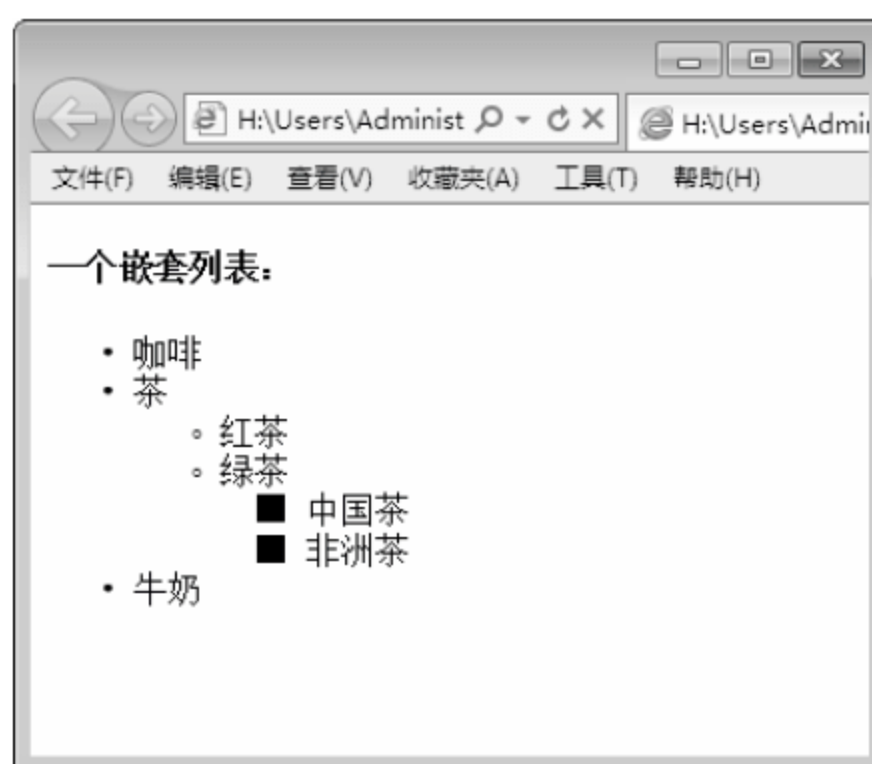 H:\Users\Administ
H:\Users\Admi
文件(F) 编辑(E) 查看(V) 收藏夹(A) 工具(T) 帮助(H)
一个嵌套列表：
• 咖啡
• 茶
◦ 红茶
◦ 绿茶
■ 中国茶
■ 非洲茶
• 牛奶